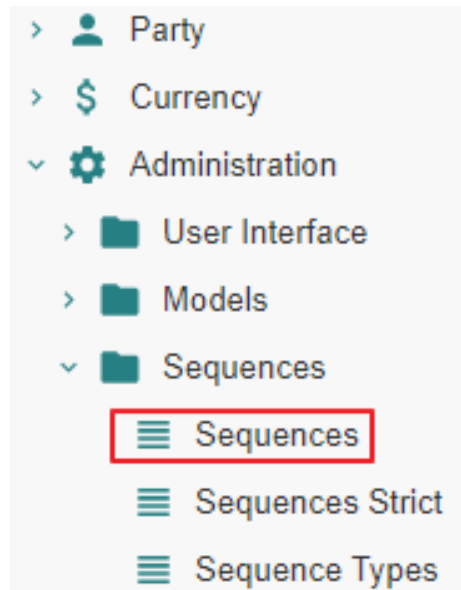 Party
$ Currency
Administration
User Interface
Models
Sequences
Sequences
Sequences Strict
Sequence Types